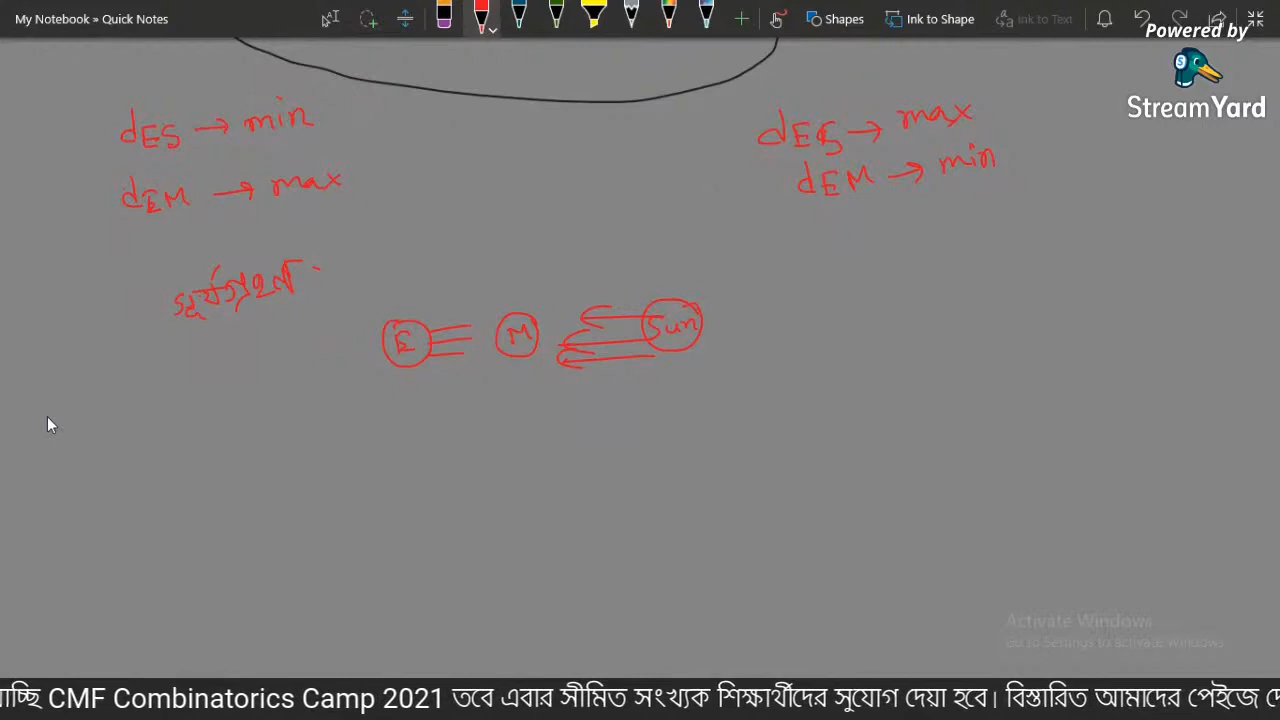 My Notebook » Quick Notes
Shapes
Ink to Shape
Ink to Text
Powered by
StreamYard
dES → min
dEM → max
dES → max
dEM → min
সূর্যগ্রহণ
E
M
Sun
Activate Windows
Go to Settings to activate Windows.
CMF Combinatorics Camp 2021 তবে এবার সীমিত সংখ্যক শিক্ষার্থীদের সুযোগ দেয়া হবে। বিস্তারিত আমাদের পেইজে